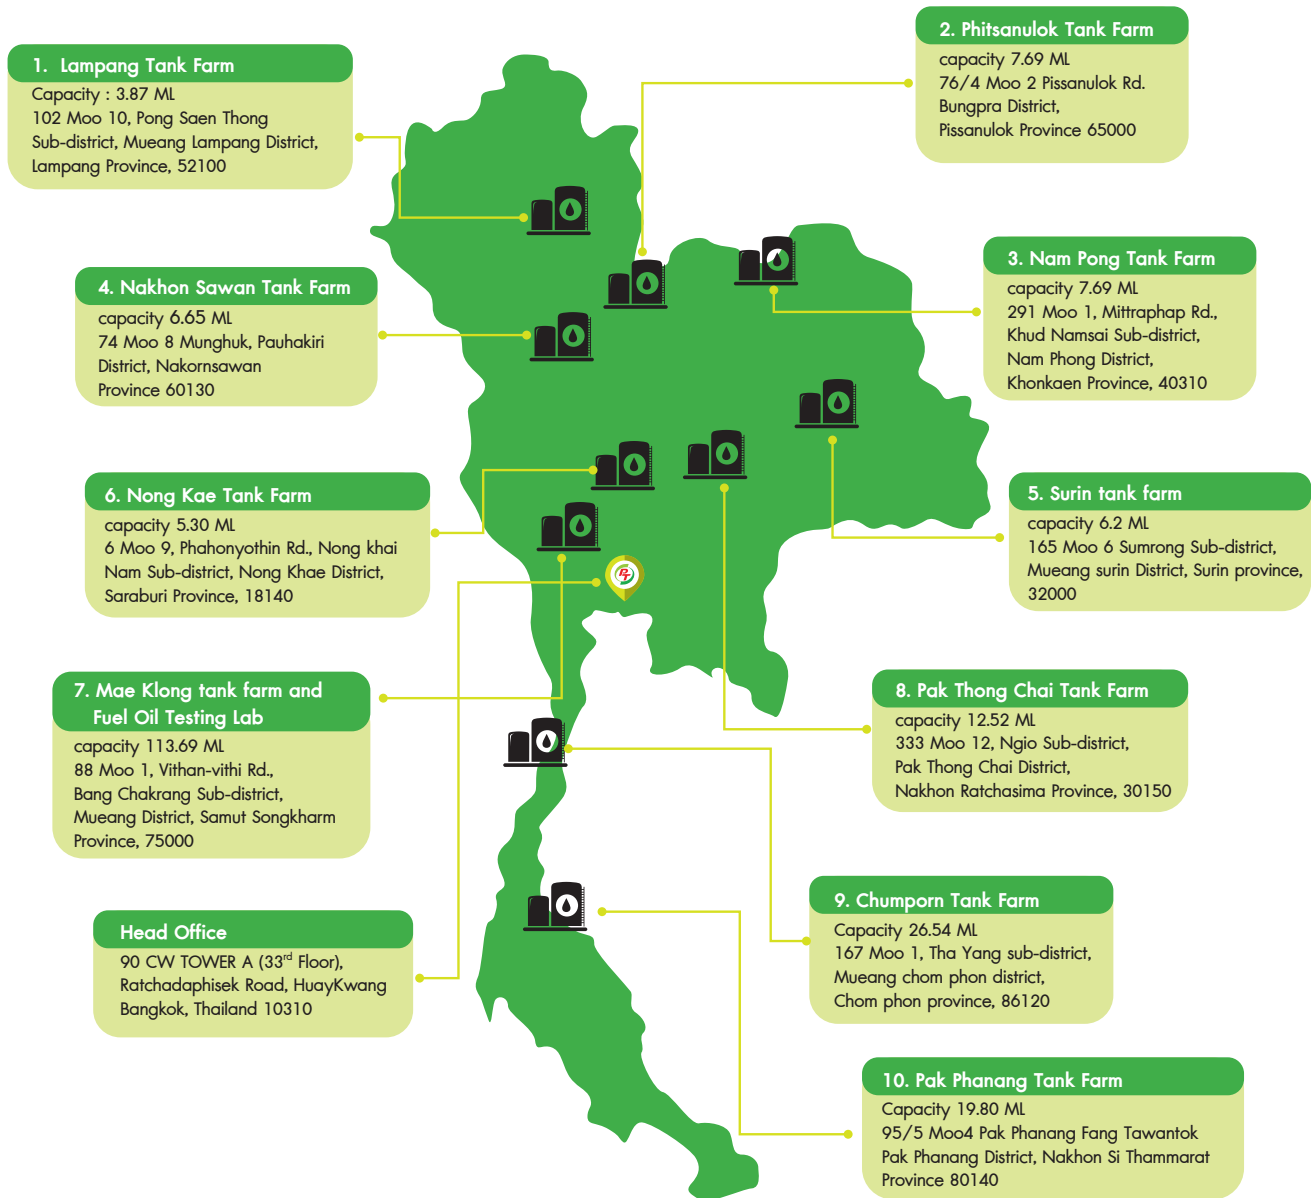 1. Lampang Tank Farm
Capacity : 3.87 ML
102 Moo 10, Pong Saen Thong
Sub-district, Mueang Lampang District,
Lampang Province, 52100
2. Phitsanulok Tank Farm
capacity 7.69 ML
76/4 Moo 2 Pissanulok Rd.
Bungpra District,
Pissanulok Province 65000
3. Nam Pong Tank Farm
capacity 7.69 ML
291 Moo 1, Mittraphap Rd.,
Khud Namsai Sub-district,
Nam Phong District,
Khonkaen Province, 40310
4. Nakhon Sawan Tank Farm
capacity 6.65 ML
74 Moo 8 Munghuk, Pauhakiri
District, Nakornsawan
Province 60130
5. Surin tank farm
capacity 6.2 ML
165 Moo 6 Sumrong Sub-district,
Mueang surin District, Surin province,
32000
6. Nong Kae Tank Farm
capacity 5.30 ML
6 Moo 9, Phahonyothin Rd., Nong khai
Nam Sub-district, Nong Khae District,
Saraburi Province, 18140
PT
7. Mae Klong tank farm and
Fuel Oil Testing Lab
capacity 113.69 ML
88 Moo 1, Vithan-vithi Rd.,
Bang Chakrang Sub-district,
Mueang District, Samut Songkharm
Province, 75000
8. Pak Thong Chai Tank Farm
capacity 12.52 ML
333 Moo 12, Ngio Sub-district,
Pak Thong Chai District,
Nakhon Ratchasima Province, 30150
Head Office
90 CW TOWER A (33rd Floor),
Ratchadaphisek Road, HuayKwang
Bangkok, Thailand 10310
9. Chumporn Tank Farm
Capacity 26.54 ML
167 Moo 1, Tha Yang sub-district,
Mueang chom phon district,
Chom phon province, 86120
10. Pak Phanang Tank Farm
Capacity 19.80 ML
95/5 Moo4 Pak Phanang Fang Tawantok
Pak Phanang District, Nakhon Si Thammarat
Province 80140